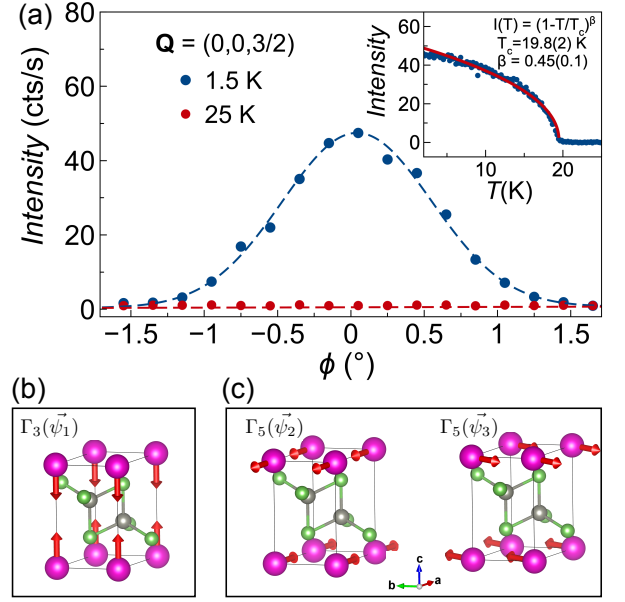 (a)
80
60
40
20
0
Intensity (cts/s)
Q = (0,0,3/2)
1.5 K
25 K
−1.5
−1
−0.5
0
0.5
1
1.5
ϕ (°)
60
40
20
0
Intensity
I(T) = (1-T/Tc)^β
Tc=19.8(2) K
β = 0.45(0.1)
10
20
T(K)
(b)
Γ₃(ψ⃗₁)
(c)
Γ₅(ψ⃗₂)
Γ₅(ψ⃗₃)
c
b
a